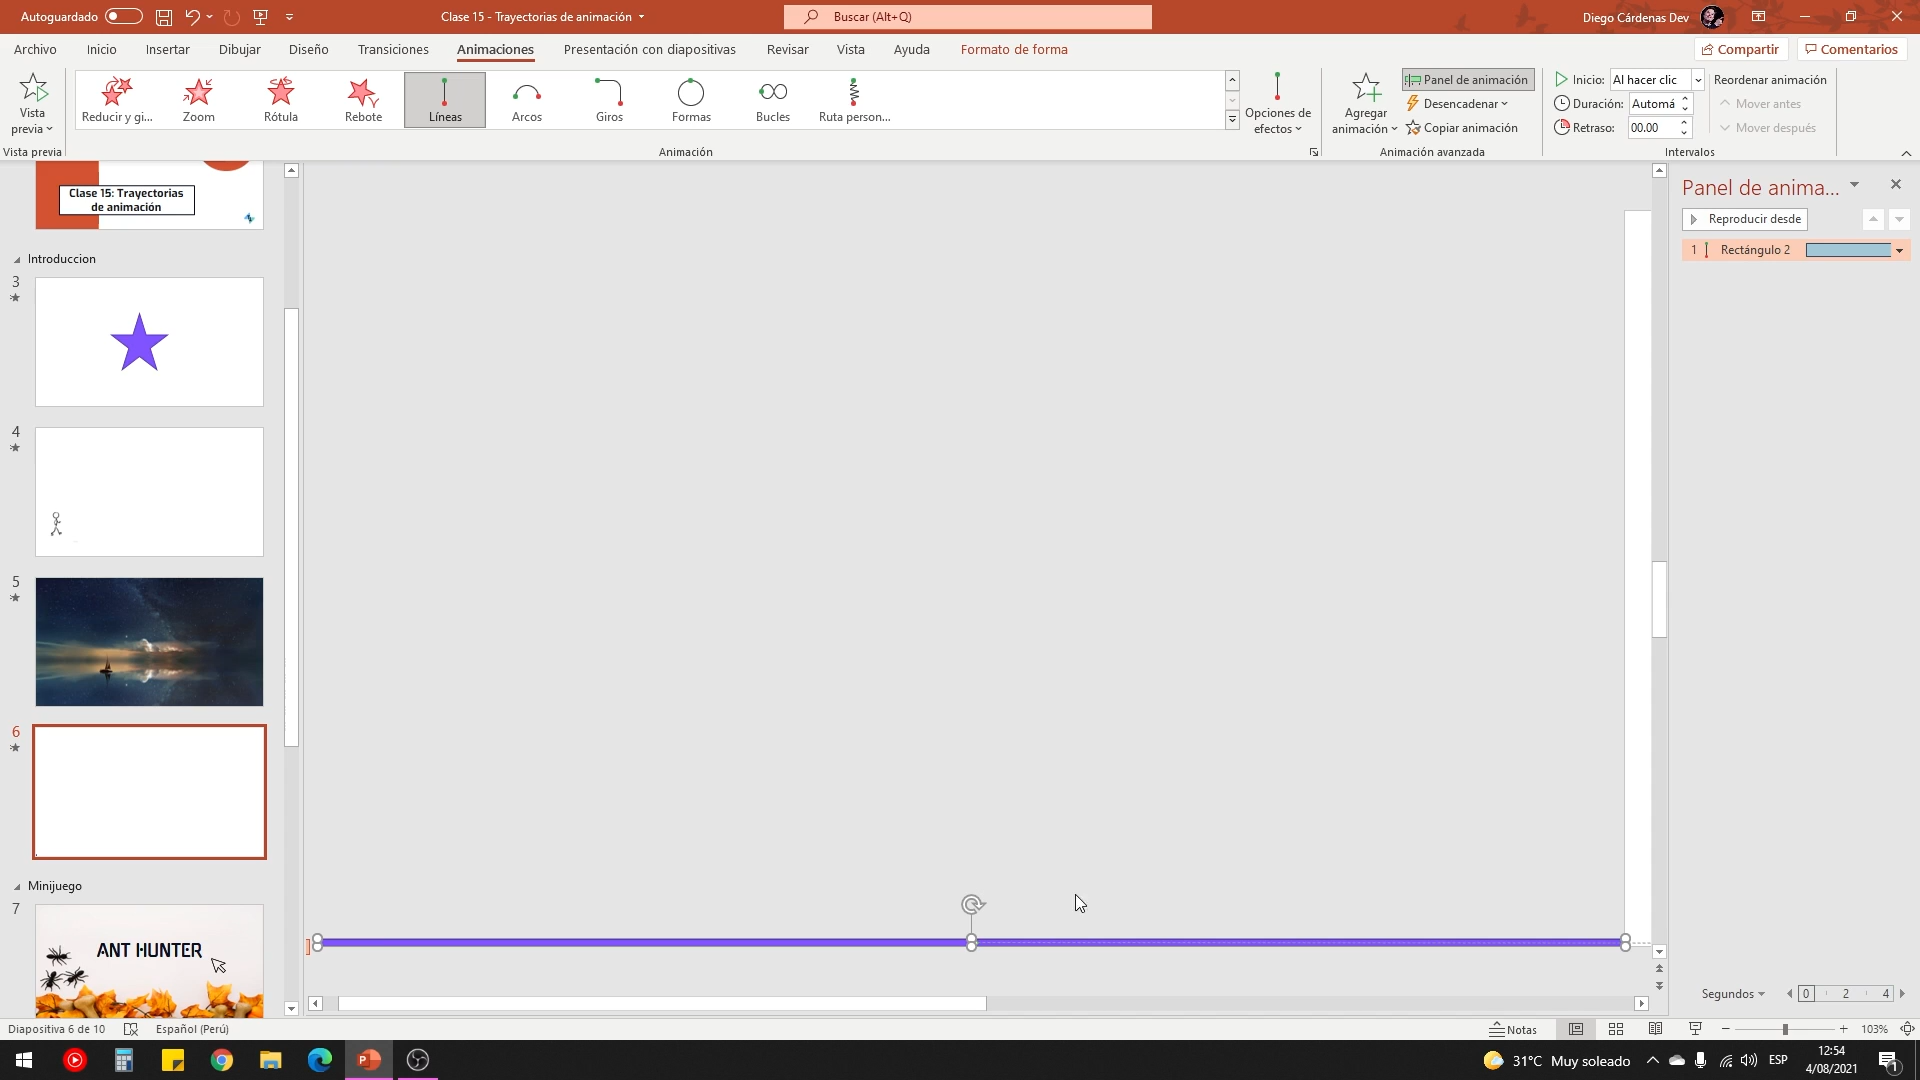 Autoguardado
Clase 15 - Trayectorias de animación
Buscar (Alt+Q)
Diego Cárdenas Dev
Archivo Inicio Insertar Dibujar Diseño Transiciones Animaciones Presentación con diapositivas Revisar Vista Ayuda Formato de forma
Compartir Comentarios
Vista previa
Reducir y gi... Zoom Rótula Rebote Líneas Arcos Giros Formas Bucles Ruta person...
Opciones de efectos
Agregar animación
Panel de animación
Desencadenar
Copiar animación
Inicio: Al hacer clic
Duración: Automá
Retraso: 00.00
Reordenar animación
Mover antes
Mover después
Vista previa Animación Animación avanzada Intervalos
Clase 15: Trayectorias
de animación
Introduccion
3
4
5
6
Minijuego
7
ANT HUNTER
Panel de anima...
Reproducir desde
1 Rectángulo 2
Segundos 0 2 4
Diapositiva 6 de 10 Español (Perú) Notas 103%
31°C Muy soleado ESP
12:54
4/08/2021
1